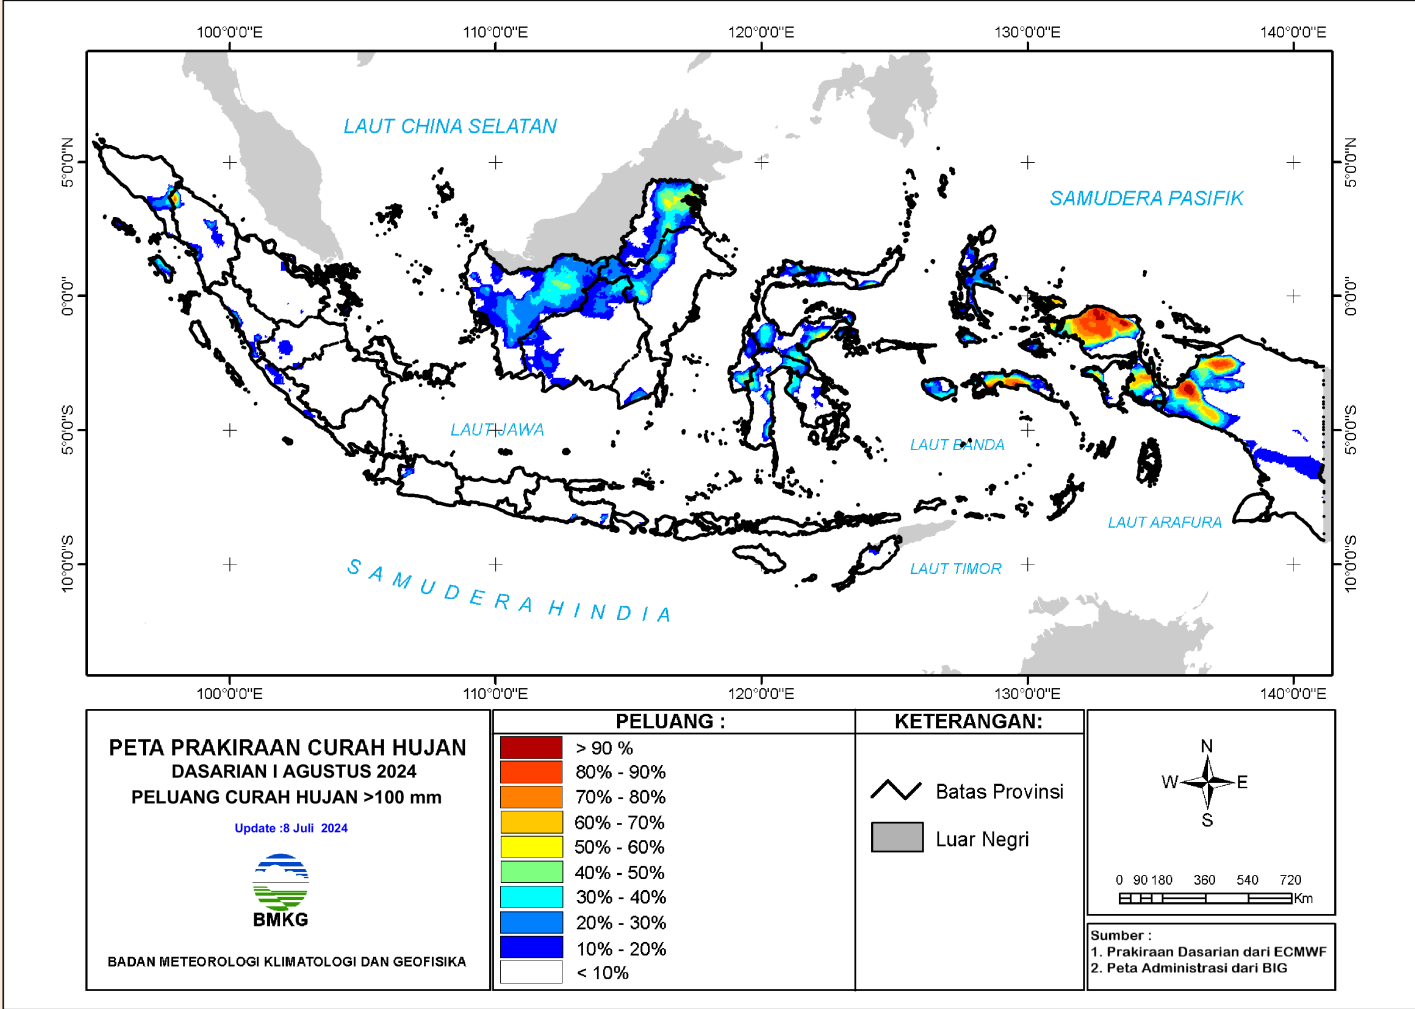 100°0'0"E 110°0'0"E 120°0'0"E 130°0'0"E 140°0'0"E
5°0'0"N 5°0'0"N
0°0'0" 0°0'0"
5°0'0"S 5°0'0"S
10°0'0"S 10°0'0"S
LAUT CHINA SELATAN
SAMUDERA PASIFIK
LAUT JAWA
LAUT BANDA
LAUT ARAFURA
LAUT TIMOR
SAMUDERA HINDIA
100°0'0"E 110°0'0"E 120°0'0"E 130°0'0"E 140°0'0"E
PETA PRAKIRAAN CURAH HUJAN
DASARIAN I AGUSTUS 2024
PELUANG CURAH HUJAN >100 mm
Update :8 Juli 2024
BMKG
BADAN METEOROLOGI KLIMATOLOGI DAN GEOFISIKA
PELUANG :
> 90 %
80% - 90%
70% - 80%
60% - 70%
50% - 60%
40% - 50%
30% - 40%
20% - 30%
10% - 20%
< 10%
KETERANGAN:
Batas Provinsi
Luar Negri
N
W E
S
0 90 180 360 540 720
Km
Sumber :
1. Prakiraan Dasarian dari ECMWF
2. Peta Administrasi dari BIG